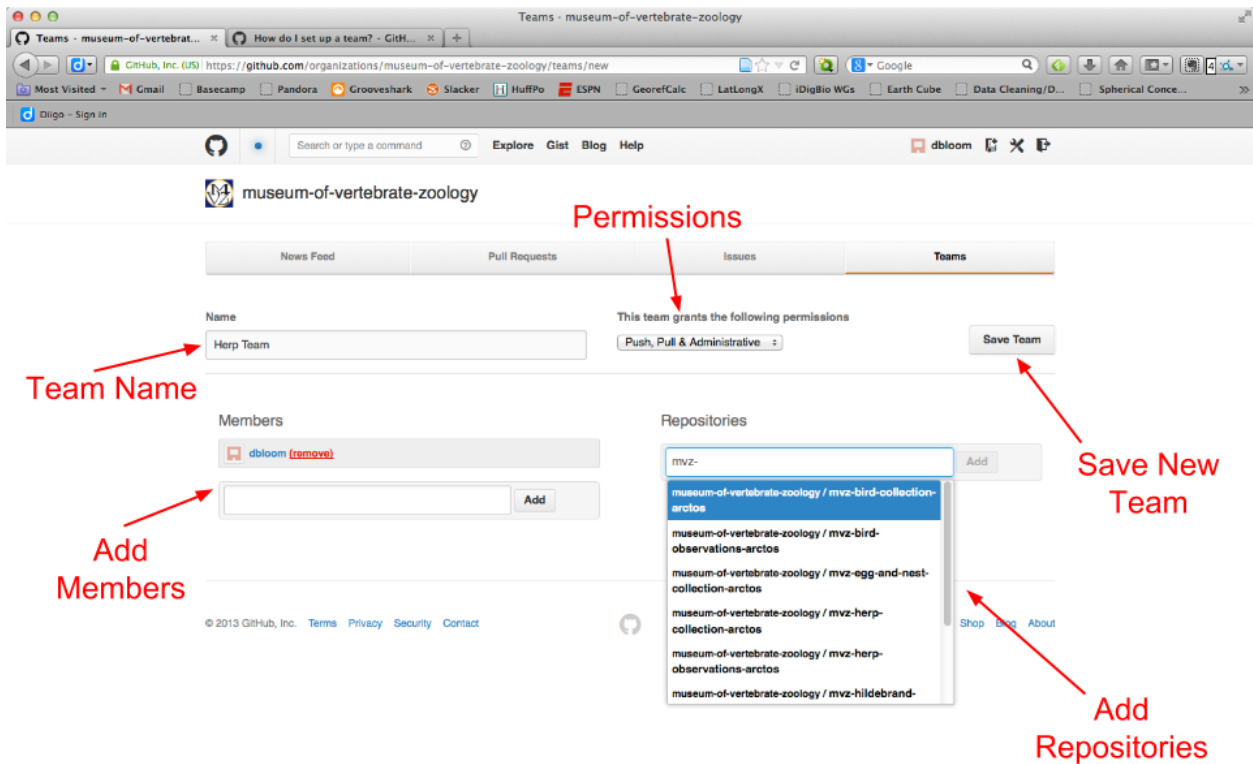 Teams · museum-of-vertebrate-zoology
Teams · museum-of-vertebrat... × How do I set up a team? · GitH... × +
GitHub, Inc. (US) https://github.com/organizations/museum-of-vertebrate-zoology/teams/new Google 4
Most Visited Gmail Basecamp Pandora Grooveshark Slacker HuffPo ESPN GeorefCalc LatLongX iDigBio WGs Earth Cube Data Cleaning/D... Spherical Conce... »
Diigo - Sign in
Search or type a command Explore Gist Blog Help dbloom
museum-of-vertebrate-zoology
Permissions
News Feed Pull Requests Issues Teams
Name This team grants the following permissions
Herp Team Push, Pull & Administrative Save Team
Team Name
Members Repositories
dbloom (remove) mvz- Add
Save New
Team
Add
Add
Members
museum-of-vertebrate-zoology / mvz-bird-collection-
arctos
museum-of-vertebrate-zoology / mvz-bird-
observations-arctos
museum-of-vertebrate-zoology / mvz-egg-and-nest-
collection-arctos
museum-of-vertebrate-zoology / mvz-herp-
collection-arctos
museum-of-vertebrate-zoology / mvz-herp-
observations-arctos
museum-of-vertebrate-zoology / mvz-hildebrand-
© 2013 GitHub, Inc. Terms Privacy Security Contact Shop Blog About
Add
Repositories